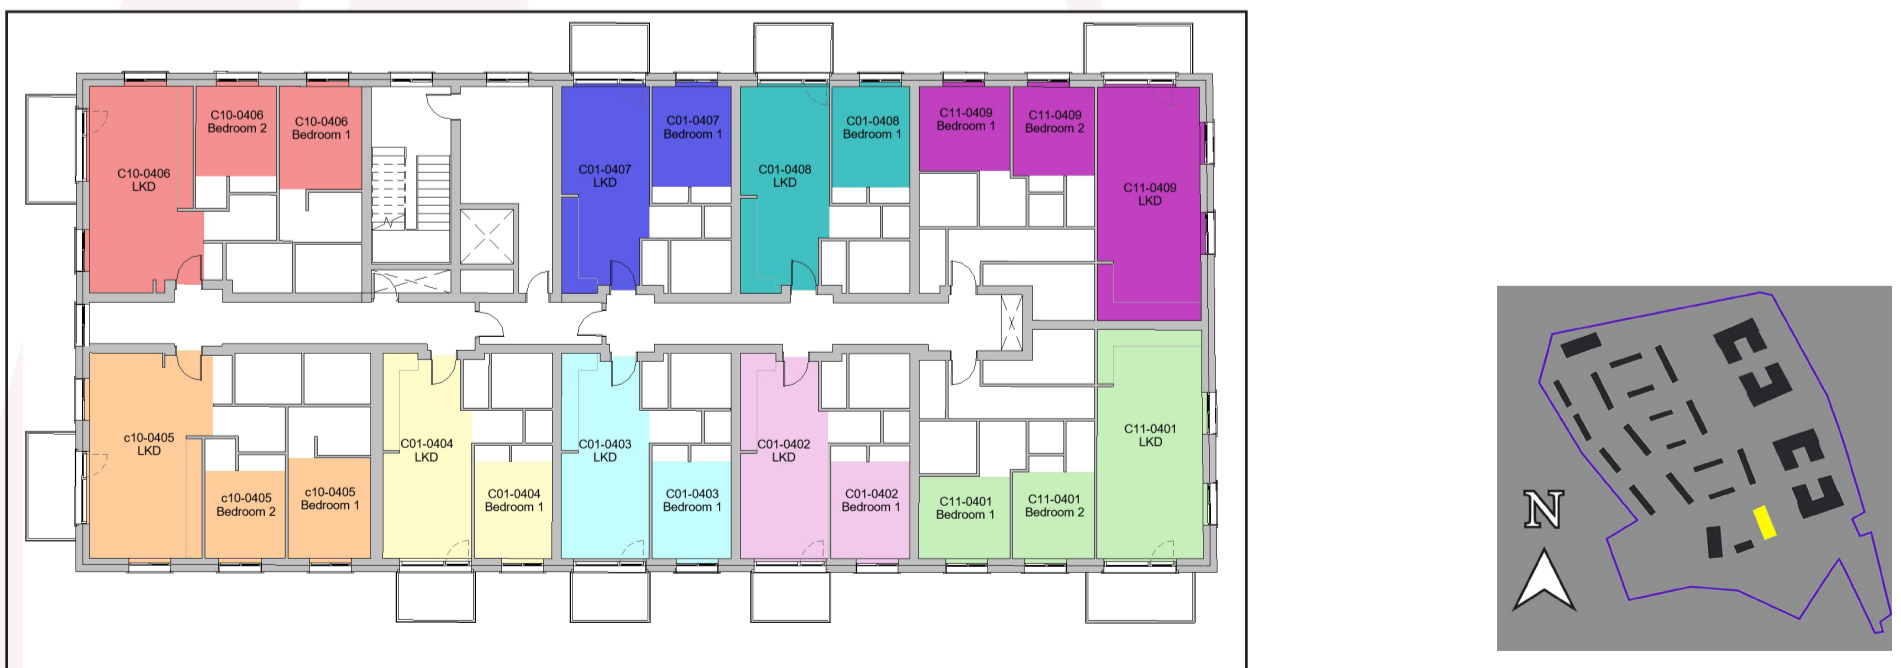 C10-0406
LKD
C10-0406
Bedroom 2
C10-0406
Bedroom 1
C01-0407
LKD
C01-0407
Bedroom 1
C01-0408
LKD
C01-0408
Bedroom 1
C11-0409
Bedroom 1
C11-0409
Bedroom 2
C11-0409
LKD
c10-0405
LKD
c10-0405
Bedroom 2
c10-0405
Bedroom 1
C01-0404
LKD
C01-0404
Bedroom 1
C01-0403
LKD
C01-0403
Bedroom 1
C01-0402
LKD
C01-0402
Bedroom 1
C11-0401
Bedroom 1
C11-0401
Bedroom 2
C11-0401
LKD
N